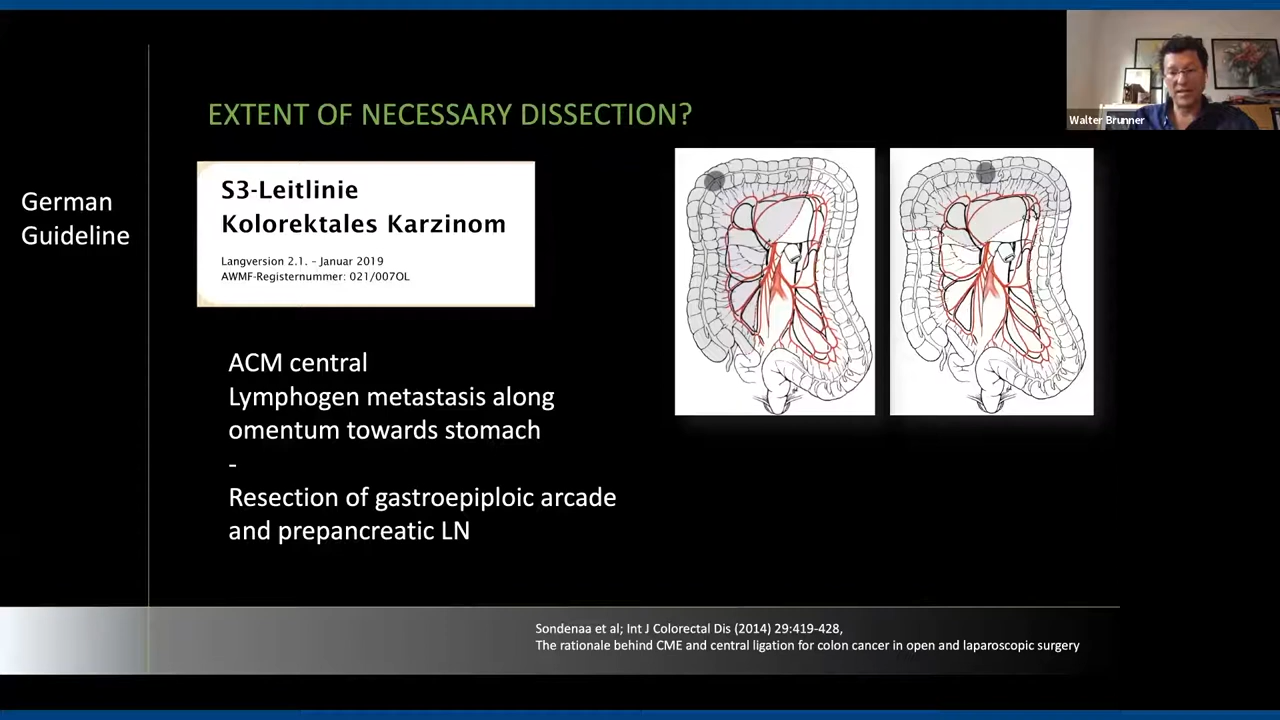 EXTENT OF NECESSARY DISSECTION?
Walter Brunner
German
Guideline
S3-Leitlinie
Kolorektales Karzinom
Langversion 2.1. – Januar 2019
AWMF-Registernummer: 021/007OL
ACM central
Lymphogen metastasis along
omentum towards stomach
-
Resection of gastroepiploic arcade
and prepancreatic LN
Sondenaa et al; Int J Colorectal Dis (2014) 29:419-428,
The rationale behind CME and central ligation for colon cancer in open and laparoscopic surgery